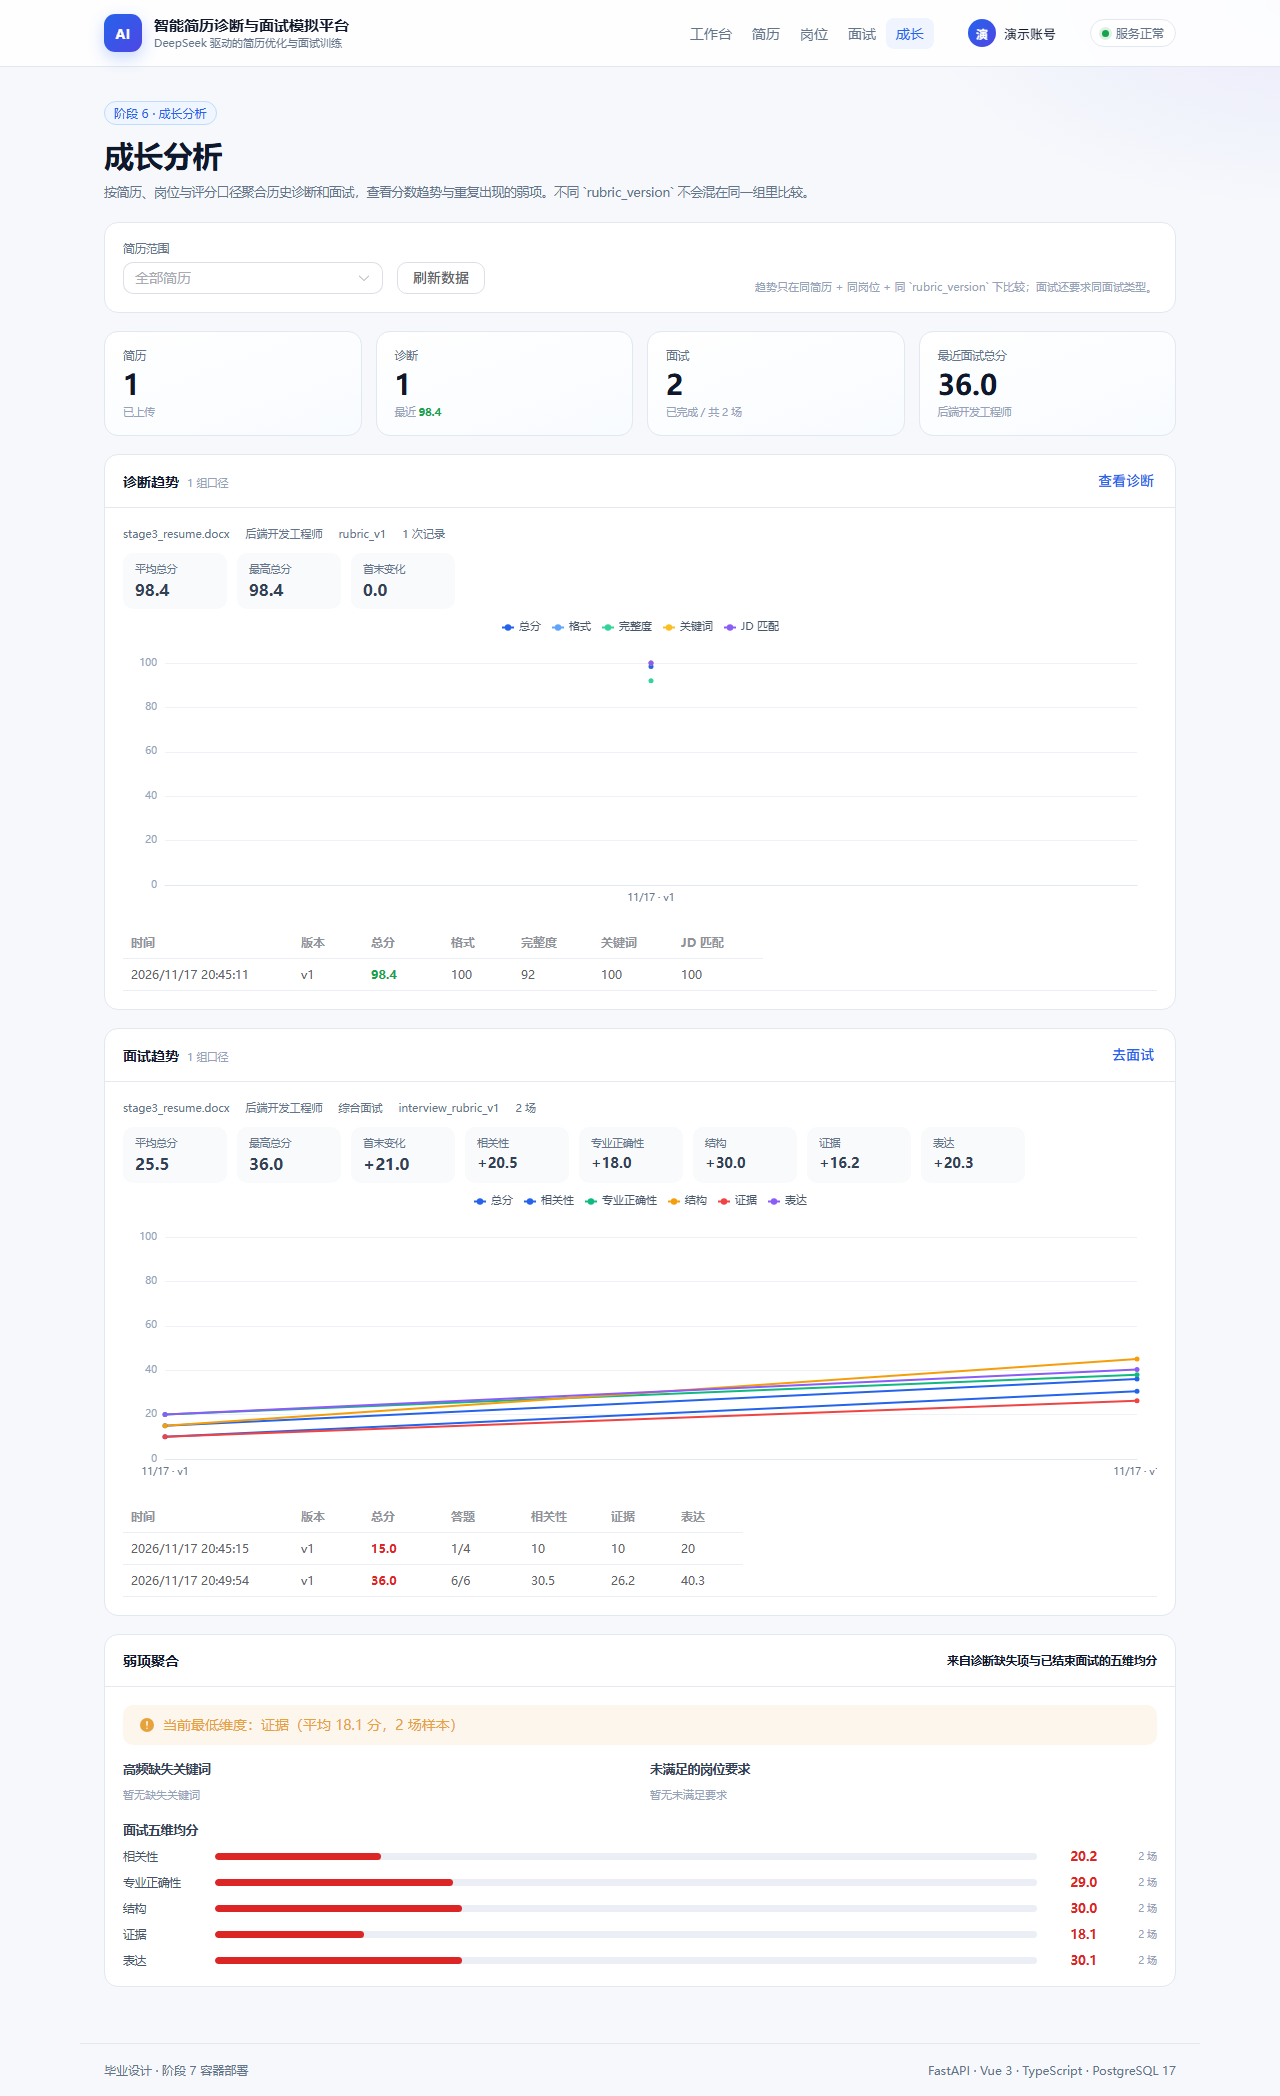 AI
智能简历诊断与面试模拟平台
DeepSeek 驱动的简历优化与面试训练
工作台 简历 岗位 面试 成长 演 演示账号 服务正常
阶段 6 · 成长分析
成长分析
按简历、岗位与评分口径聚合历史诊断和面试，查看分数趋势与重复出现的弱项。不同 `rubric_version` 不会混在同一组里比较。
简历范围
全部简历 刷新数据
趋势只在同简历 + 同岗位 + 同 `rubric_version` 下比较；面试还要求同面试类型。
简历
1
已上传
诊断
1
最近 98.4
面试
2
已完成 / 共 2 场
最近面试总分
36.0
后端开发工程师
诊断趋势 1 组口径 查看诊断
stage3_resume.docx 后端开发工程师 rubric_v1 1 次记录
平均总分 最高总分 首末变化
98.4 98.4 0.0
总分 格式 完整度 关键词 JD 匹配
100
80
60
40
20
0
11/17 · v1
时间 版本 总分 格式 完整度 关键词 JD 匹配
2026/11/17 20:45:11 v1 98.4 100 92 100 100
面试趋势 1 组口径 去面试
stage3_resume.docx 后端开发工程师 综合面试 interview_rubric_v1 2 场
平均总分 最高总分 首末变化 相关性 专业正确性 结构 证据 表达
25.5 36.0 +21.0 +20.5 +18.0 +30.0 +16.2 +20.3
总分 相关性 专业正确性 结构 证据 表达
100
80
60
40
20
0
11/17 · v1 11/17 · v
时间 版本 总分 答题 相关性 证据 表达
2026/11/17 20:45:15 v1 15.0 1/4 10 10 20
2026/11/17 20:49:54 v1 36.0 6/6 30.5 26.2 40.3
弱项聚合 来自诊断缺失项与已结束面试的五维均分
当前最低维度：证据（平均 18.1 分，2 场样本）
高频缺失关键词 未满足的岗位要求
暂无缺失关键词 暂无未满足要求
面试五维均分
相关性 20.2 2 场
专业正确性 29.0 2 场
结构 30.0 2 场
证据 18.1 2 场
表达 30.1 2 场
毕业设计 · 阶段 7 容器部署 FastAPI · Vue 3 · TypeScript · PostgreSQL 17